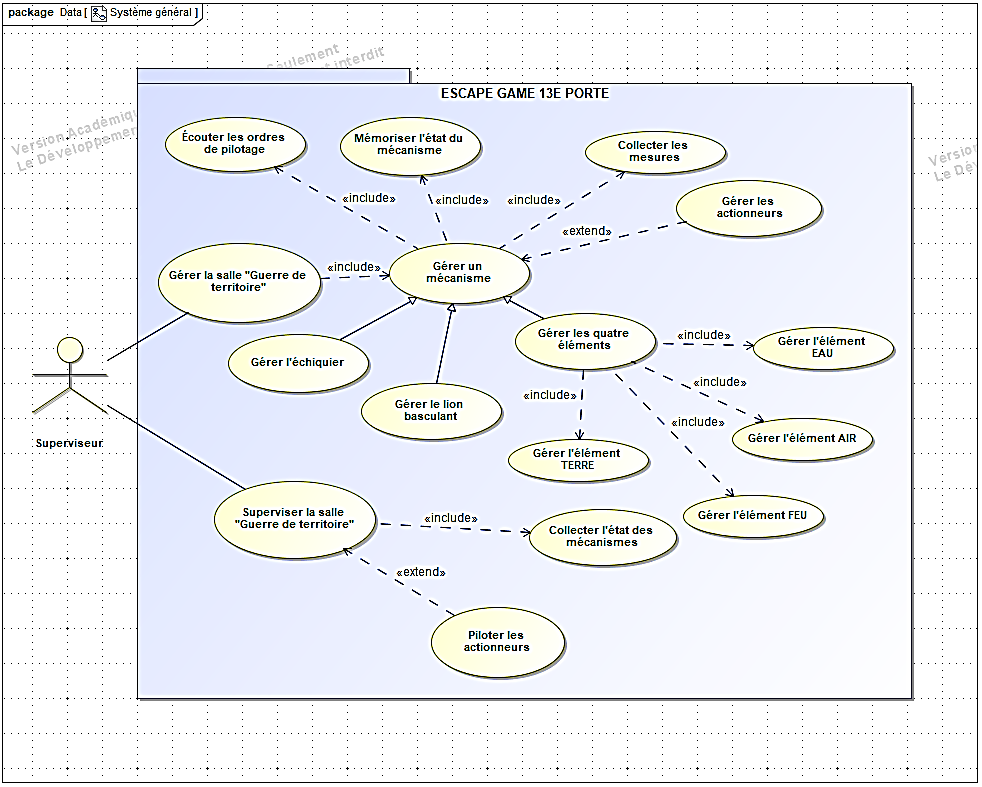 package Data [ Système général ]
Seulement
t interdit
Version Académiqu
Le Développemen
Version
Le Dév
ESCAPE GAME 13E PORTE
Écouter les ordres
de pilotage
Mémoriser l'état du
mécanisme
Collecter les
mesures
Gérer les
actionneurs
«include»
«include»
«include»
«extend»
Gérer la salle "Guerre de
territoire"
«include»
Gérer un
mécanisme
Gérer l'échiquier
Gérer le lion
basculant
Gérer les quatre
éléments
«include»
Gérer l'élément
EAU
«include»
«include»
«include»
Gérer l'élément AIR
Gérer l'élément
TERRE
Gérer l'élément FEU
Superviseur
Superviser la salle
"Guerre de territoire"
«include»
Collecter l'état des
mécanismes
«extend»
Piloter les
actionneurs